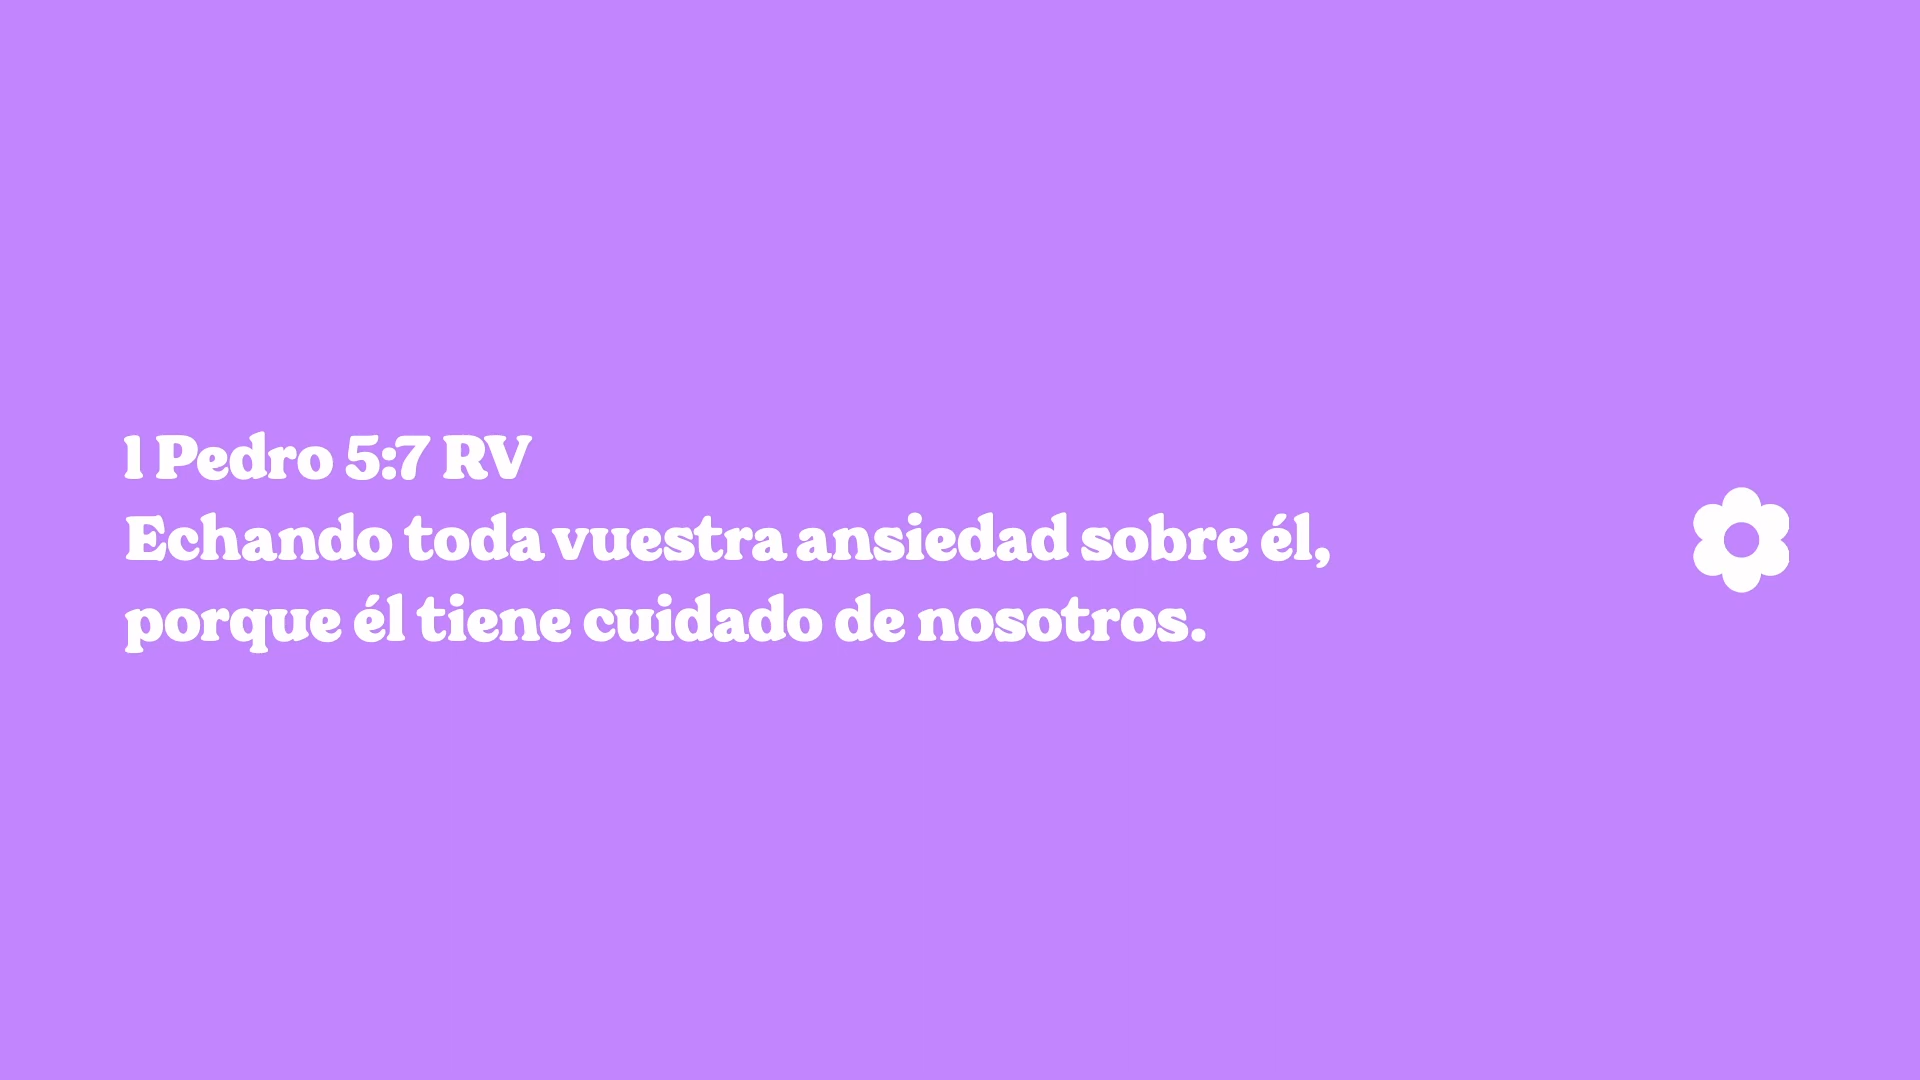 1 Pedro 5:7 RV
Echando toda vuestra ansiedad sobre él,
porque él tiene cuidado de nosotros.